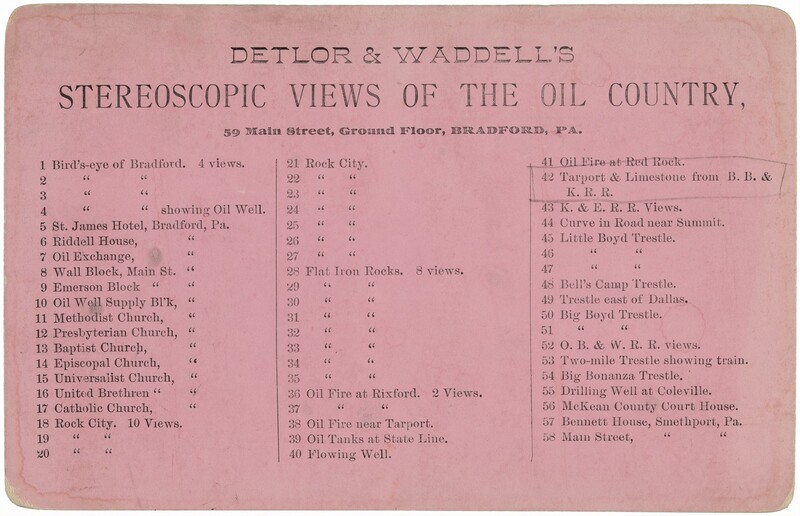 DETLOR & WADDELL'S
STEREOSCOPIC VIEWS OF THE OIL COUNTRY,
59 Main Street, Ground Floor, BRADFORD, PA.
1 Bird's-eye of Bradford. 4 views.
2 " "
3 " "
4 " " showing Oil Well.
5 St. James Hotel, Bradford, Pa.
6 Riddell House, "
7 Oil Exchange, "
8 Wall Block, Main St. "
9 Emerson Block " "
10 Oil Well Supply Bl'k, "
11 Methodist Church, "
12 Presbyterian Church, "
13 Baptist Church, "
14 Episcopal Church, "
15 Universalist Church, "
16 United Brethren " "
17 Catholic Church, "
18 Rock City. 10 Views.
19 " "
20 " "
21 Rock City.
22 " "
23 " "
24 " "
25 " "
26 " "
27 " "
28 Flat Iron Rocks. 8 views.
29 " "
30 " "
31 " "
32 " "
33 " "
34 " "
35 " "
36 Oil Fire at Rixford. 2 Views.
37 " "
38 Oil Fire near Tarport.
39 Oil Tanks at State Line.
40 Flowing Well.
41 Oil Fire at Red Rock.
42 Tarport & Limestone from B. B. &
K. R. R.
43 K. & E. R. R. Views.
44 Curve in Road near Summit.
45 Little Boyd Trestle.
46 " "
47 " "
48 Bell's Camp Trestle.
49 Trestle east of Dallas.
50 Big Boyd Trestle.
51 " "
52 O. B. & W. R. R. views.
53 Two-mile Trestle showing train.
54 Big Bonanza Trestle.
55 Drilling Well at Coleville.
56 McKean County Court House.
57 Bennett House, Smethport, Pa.
58 Main Street, " "